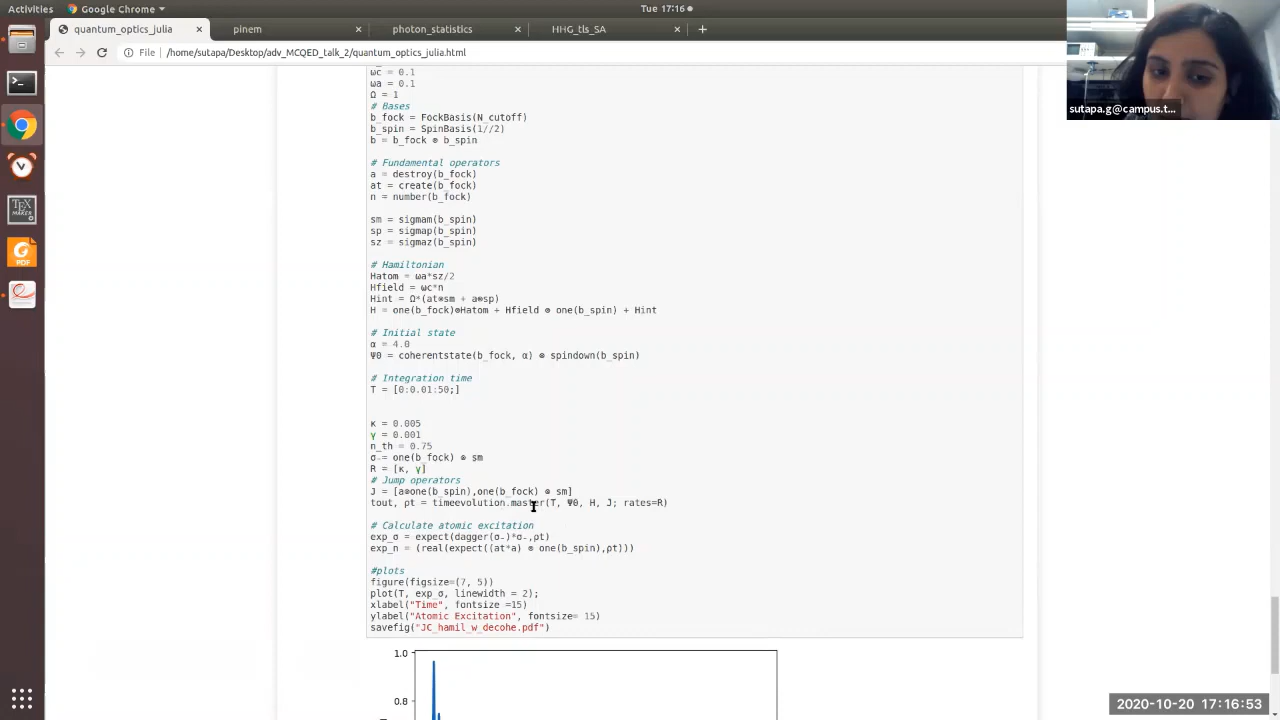 Activities
Google Chrome
Tue 17:16
quantum_optics_julia
pinem
photon_statistics
HHG_tls_SA
File | /home/sutapa/Desktop/adv_MCQED_talk_2/quantum_optics_julia.html
sutapa.g@campus.t...
ωc = 0.1
ωa = 0.1
Ω = 1
# Bases
b_fock = FockBasis(N_cutoff)
b_spin = SpinBasis(1//2)
b = b_fock ⊗ b_spin
# Fundamental operators
a = destroy(b_fock)
at = create(b_fock)
n = number(b_fock)
sm = sigmam(b_spin)
sp = sigmap(b_spin)
sz = sigmaz(b_spin)
# Hamiltonian
Hatom = ωa*sz/2
Hfield = ωc*n
Hint = Ω*(at⊗sm + a⊗sp)
H = one(b_fock)⊗Hatom + Hfield ⊗ one(b_spin) + Hint
# Initial state
α = 4.0
Ψ0 = coherentstate(b_fock, α) ⊗ spindown(b_spin)
# Integration time
T = [0:0.01:50;]
κ = 0.005
γ = 0.001
n_th = 0.75
σ₋= one(b_fock) ⊗ sm
R = [κ, γ]
# Jump operators
J = [a⊗one(b_spin),one(b_fock) ⊗ sm]
tout, ρt = timeevolution.master(T, Ψ0, H, J; rates=R)
# Calculate atomic excitation
exp_σ = expect(dagger(σ₋)*σ₋,ρt)
exp_n = (real(expect((at*a) ⊗ one(b_spin),ρt)))
#plots
figure(figsize=(7, 5))
plot(T, exp_σ, linewidth = 2);
xlabel("Time", fontsize =15)
ylabel("Atomic Excitation", fontsize= 15)
savefig("JC_hamil_w_decohe.pdf")
1.0
0.8
2020-10-20 17:16:53